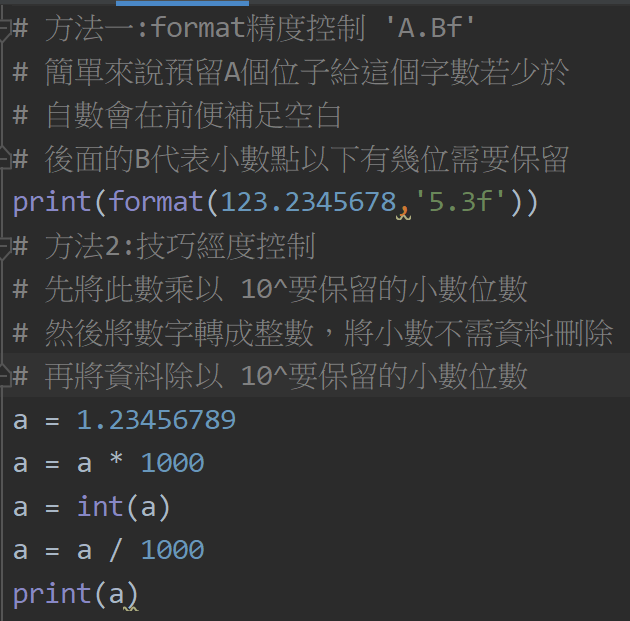 # 方法一:format精度控制 'A.Bf'
# 簡單來說預留A個位子給這個字數若少於
# 自數會在前便補足空白
# 後面的B代表小數點以下有幾位需要保留
print(format(123.2345678,'5.3f'))
# 方法2:技巧經度控制
# 先將此數乘以 10^要保留的小數位數
# 然後將數字轉成整數，將小數不需資料刪除
# 再將資料除以 10^要保留的小數位數
a = 1.23456789
a = a * 1000
a = int(a)
a = a / 1000
print(a)